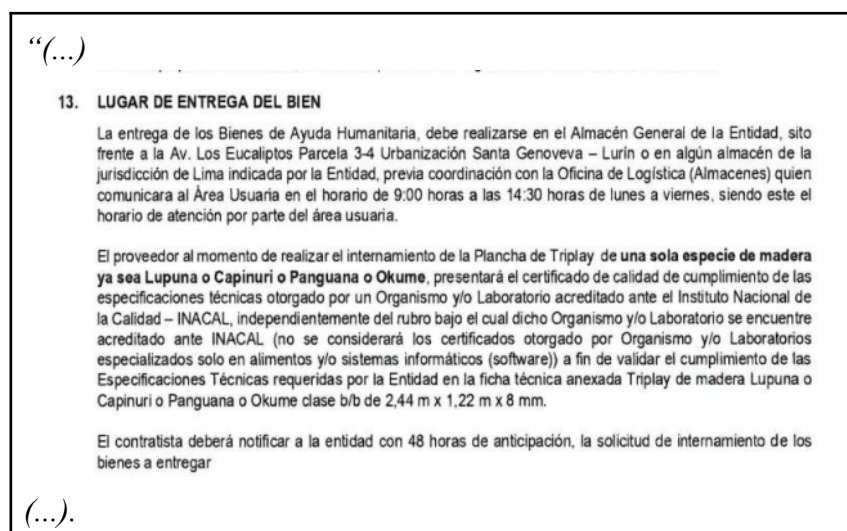 “(...)
13. LUGAR DE ENTREGA DEL BIEN
La entrega de los Bienes de Ayuda Humanitaria, debe realizarse en el Almacén General de la Entidad, sito
frente a la Av. Los Eucaliptos Parcela 3-4 Urbanización Santa Genoveva – Lurín o en algún almacén de la
jurisdicción de Lima indicada por la Entidad, previa coordinación con la Oficina de Logística (Almacenes) quien
comunicara al Área Usuaria en el horario de 9:00 horas a las 14:30 horas de lunes a viernes, siendo este el
horario de atención por parte del área usuaria.
El proveedor al momento de realizar el internamiento de la Plancha de Triplay de una sola especie de madera
ya sea Lupuna o Capinuri o Panguana o Okume, presentará el certificado de calidad de cumplimiento de las
especificaciones técnicas otorgado por un Organismo y/o Laboratorio acreditado ante el Instituto Nacional de
la Calidad – INACAL, independientemente del rubro bajo el cual dicho Organismo y/o Laboratorio se encuentre
acreditado ante INACAL (no se considerará los certificados otorgado por Organismo y/o Laboratorios
especializados solo en alimentos y/o sistemas informáticos (software)) a fin de validar el cumplimiento de las
Especificaciones Técnicas requeridas por la Entidad en la ficha técnica anexada Triplay de madera Lupuna o
Capinuri o Panguana o Okume clase b/b de 2,44 m x 1,22 m x 8 mm.
El contratista deberá notificar a la entidad con 48 horas de anticipación, la solicitud de internamiento de los
bienes a entregar
(...).